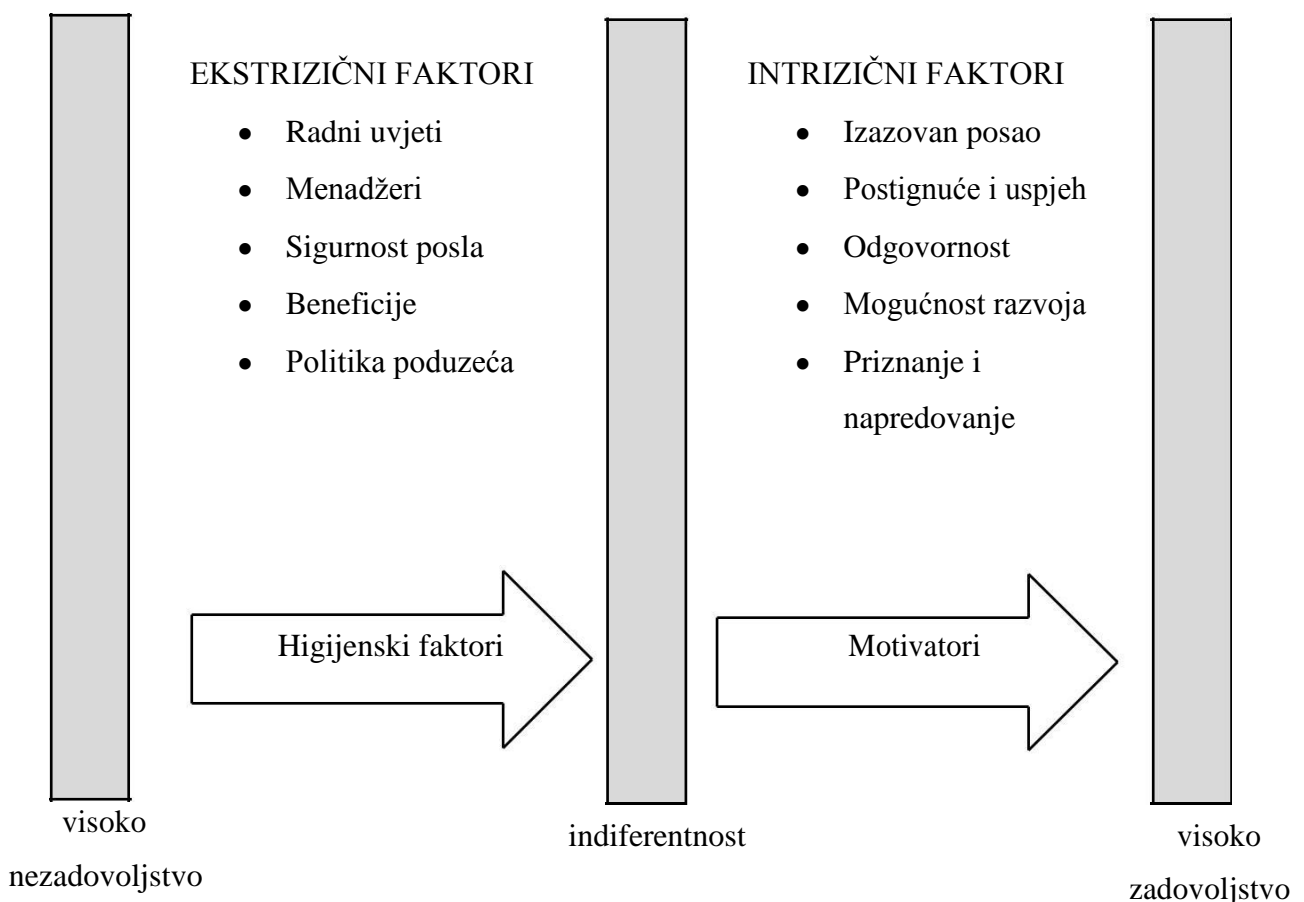 EKSTRIZIČNI FAKTORI
• Radni uvjeti
• Menadžeri
• Sigurnost posla
• Beneficije
• Politika poduzeća
INTRIZIČNI FAKTORI
• Izazovan posao
• Postignuće i uspjeh
• Odgovornost
• Mogućnost razvoja
• Priznanje i
napredovanje
Higijenski faktori
Motivatori
visoko
nezadovoljstvo
indiferentnost
visoko
zadovoljstvo